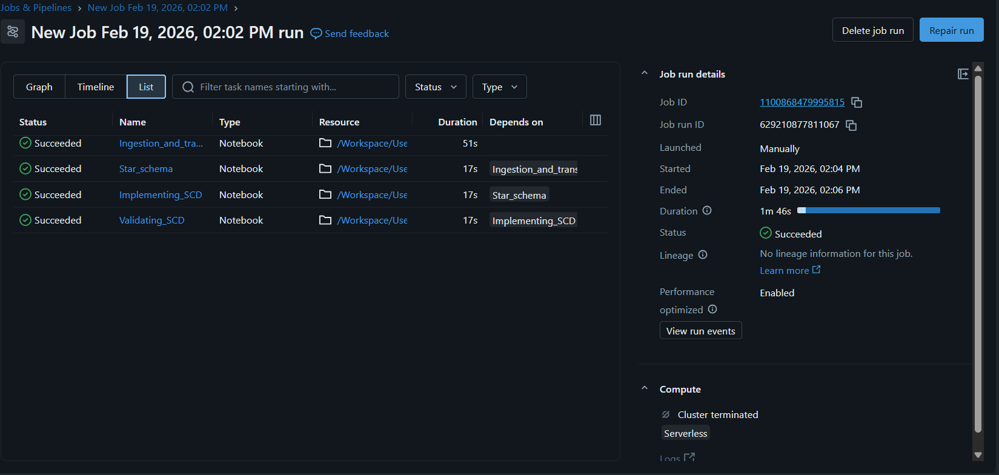 Jobs & Pipelines › New Job Feb 19, 2026, 02:02 PM ›
New Job Feb 19, 2026, 02:02 PM run Send feedback
Delete job run Repair run
Graph Timeline List Filter task names starting with... Status Type
Status Name Type Resource Duration Depends on
Succeeded Ingestion_and_tra... Notebook /Workspace/Use 51s
Succeeded Star_schema Notebook /Workspace/Use 17s Ingestion_and_trans
Succeeded Implementing_SCD Notebook /Workspace/Use 17s Star_schema
Succeeded Validating_SCD Notebook /Workspace/Use 17s Implementing_SCD
Job run details
Job ID 1100868479995815
Job run ID 629210877811067
Launched Manually
Started Feb 19, 2026, 02:04 PM
Ended Feb 19, 2026, 02:06 PM
Duration 1m 46s
Status Succeeded
Lineage No lineage information for this job.
Learn more
Performance Enabled
optimized
View run events
Compute
Cluster terminated
Serverless
Logs